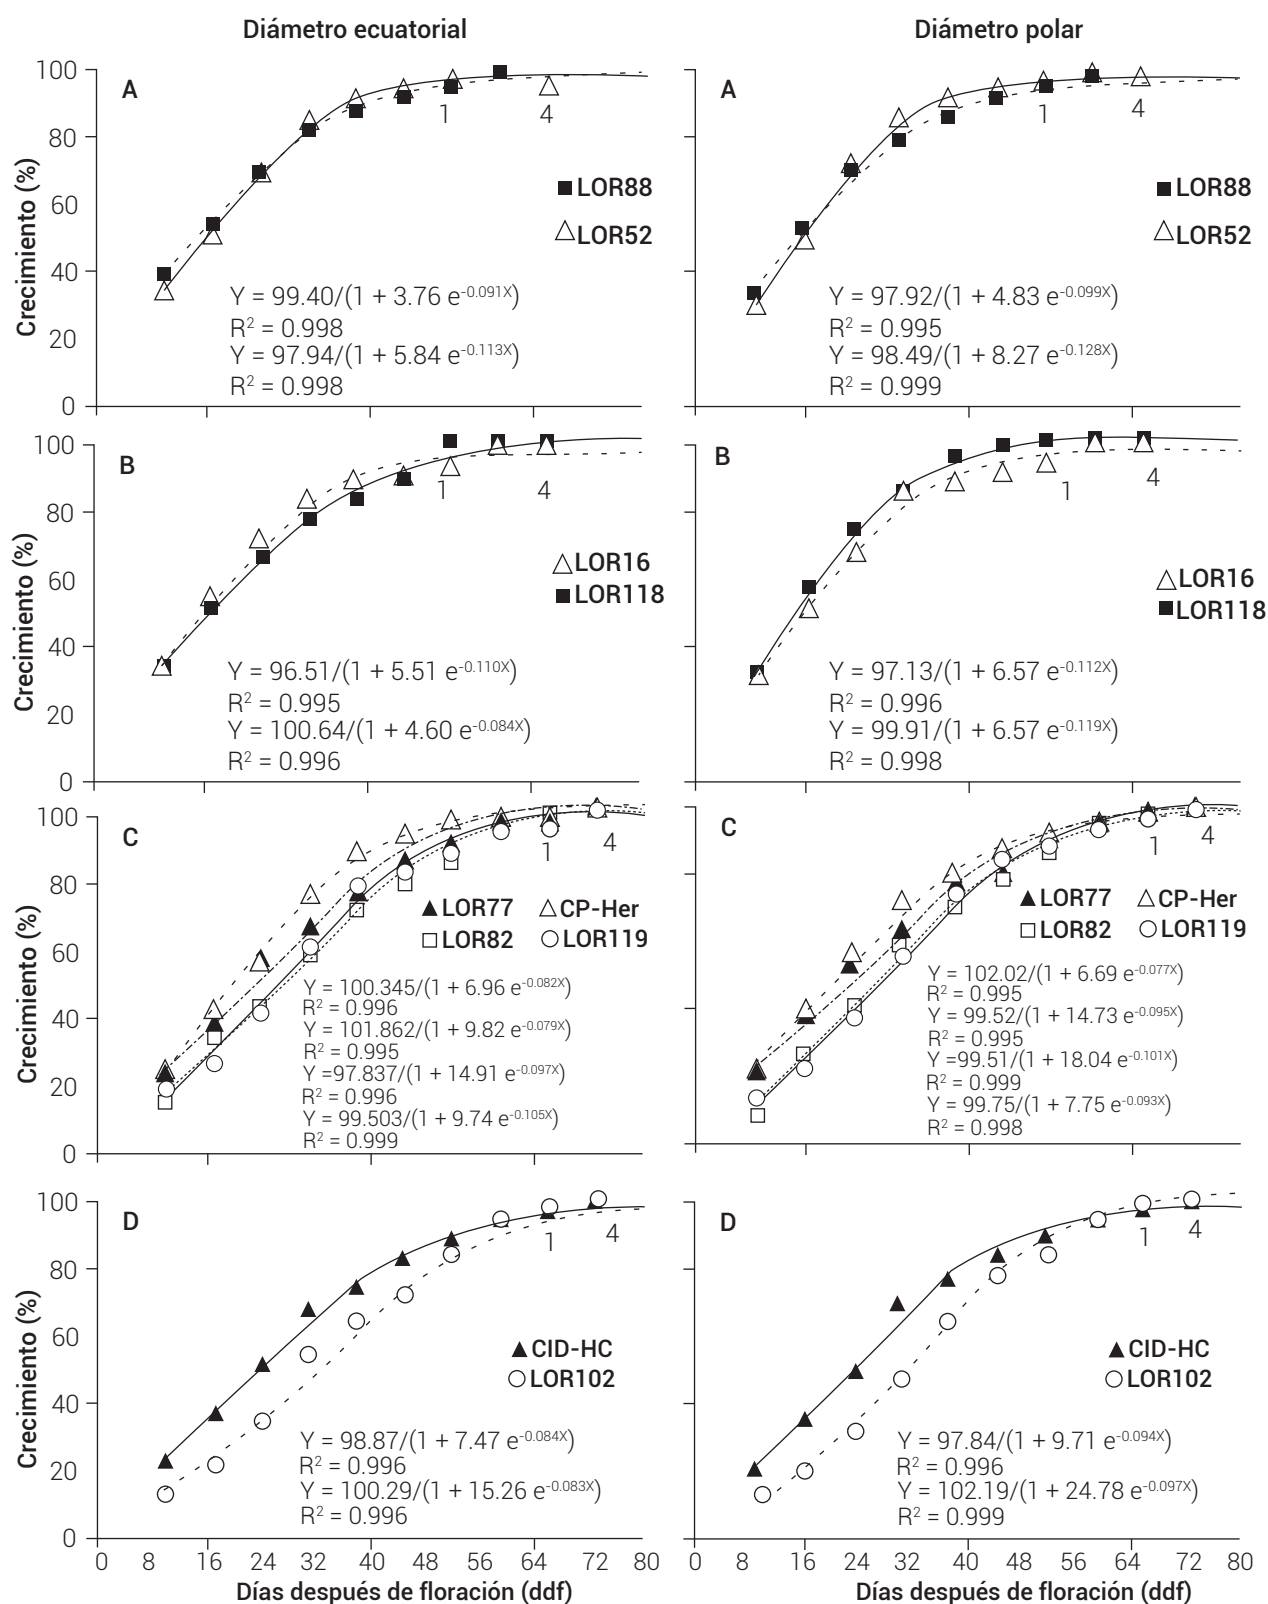 Diámetro ecuatorial
Diámetro polar
Crecimiento (%)
100
80
60
40
20
0
A
1
4
LOR88
LOR52
Y = 99.40/(1 + 3.76 e-0.091X)
R2 = 0.998
Y = 97.94/(1 + 5.84 e-0.113X)
R2 = 0.998
A
1
4
LOR88
LOR52
Y = 97.92/(1 + 4.83 e-0.099X)
R2 = 0.995
Y = 98.49/(1 + 8.27 e-0.128X)
R2 = 0.999
Crecimiento (%)
100
80
60
40
20
0
B
1
4
LOR16
LOR118
Y = 96.51/(1 + 5.51 e-0.110X)
R2 = 0.995
Y = 100.64/(1 + 4.60 e-0.084X)
R2 = 0.996
B
1
4
LOR16
LOR118
Y = 97.13/(1 + 6.57 e-0.112X)
R2 = 0.996
Y = 99.91/(1 + 6.57 e-0.119X)
R2 = 0.998
Crecimiento (%)
100
80
60
40
20
0
C
1
4
LOR77 CP-Her
LOR82 LOR119
Y = 100.345/(1 + 6.96 e-0.082X)
R2 = 0.996
Y = 101.862/(1 + 9.82 e-0.079X)
R2 = 0.995
Y =97.837/(1 + 14.91 e-0.097X)
R2 = 0.996
Y = 99.503/(1 + 9.74 e-0.105X)
R2 = 0.999
C
1
4
LOR77 CP-Her
LOR82 LOR119
Y = 102.02/(1 + 6.69 e-0.077X)
R2 = 0.995
Y = 99.52/(1 + 14.73 e-0.095X)
R2 = 0.995
Y =99.51/(1 + 18.04 e-0.101X)
R2 = 0.999
Y = 99.75/(1 + 7.75 e-0.093X)
R2 = 0.998
Crecimiento (%)
100
80
60
40
20
0
D
1
4
CID-HC
LOR102
Y = 98.87/(1 + 7.47 e-0.084X)
R2 = 0.996
Y = 100.29/(1 + 15.26 e-0.083X)
R2 = 0.996
0 8 16 24 32 40 48 56 64 72 80
Días después de floración (ddf)
D
1
4
CID-HC
LOR102
Y = 97.84/(1 + 9.71 e-0.094X)
R2 = 0.996
Y = 102.19/(1 + 24.78 e-0.097X)
R2 = 0.999
0 8 16 24 32 40 48 56 64 72 80
Días después de floración (ddf)